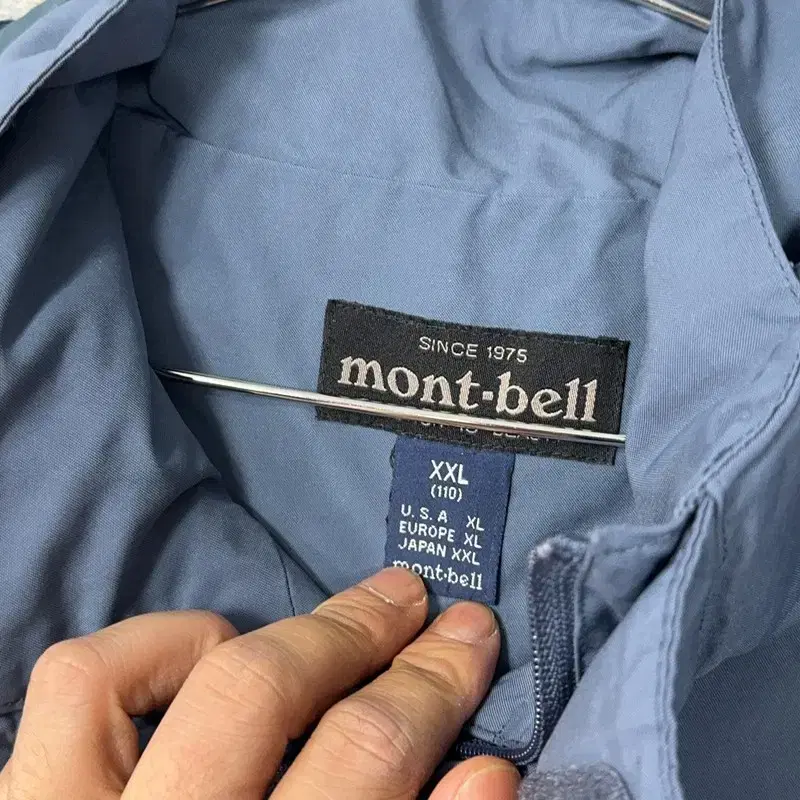 SINCE 1975
mont-bell
XXL
(110)
U.S.A XL
EUROPE XL
JAPAN XXL
mont-bell